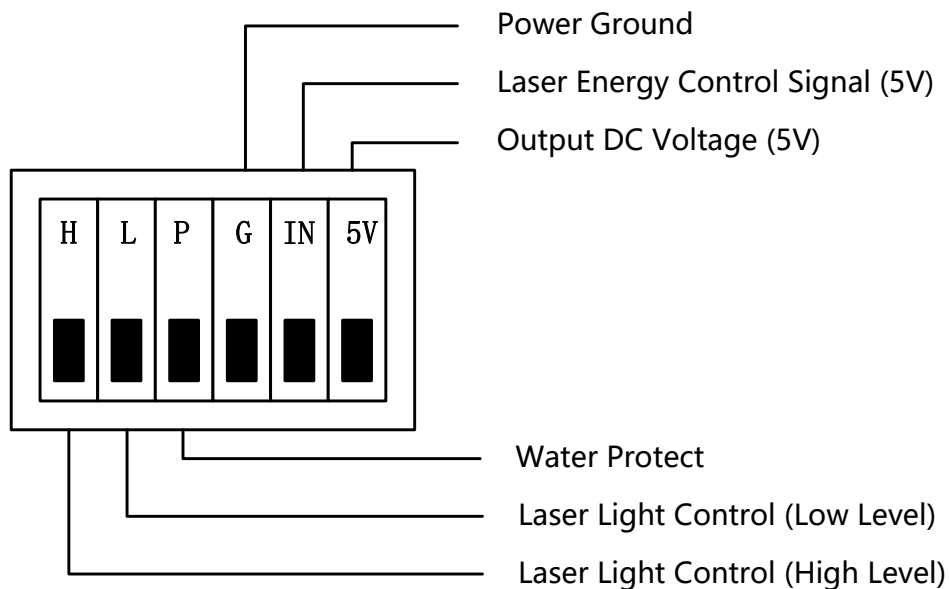 Power Ground
Laser Energy Control Signal (5V)
Output DC Voltage (5V)
H L P G IN 5V
Water Protect
Laser Light Control (Low Level)
Laser Light Control (High Level)